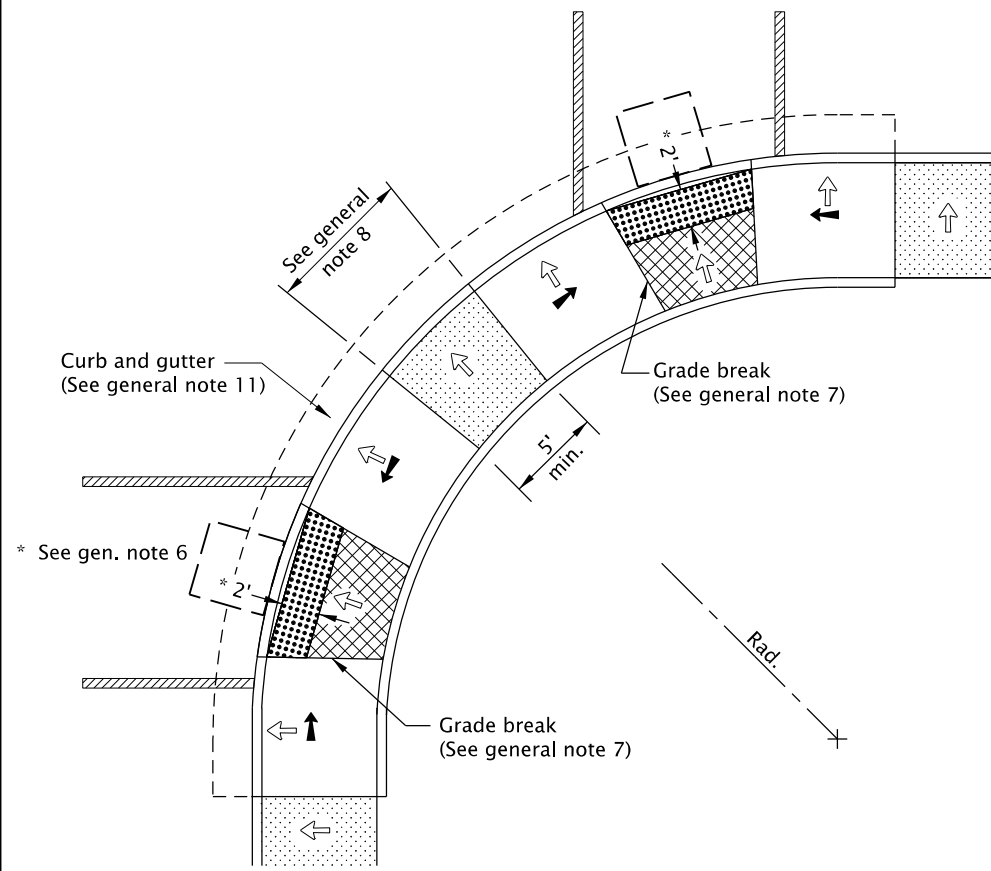 * 2'
See general
note 8
Curb and gutter
(See general note 11)
Grade break
(See general note 7)
5'
min.
* See gen. note 6
* 2'
Rad.
Grade break
(See general note 7)